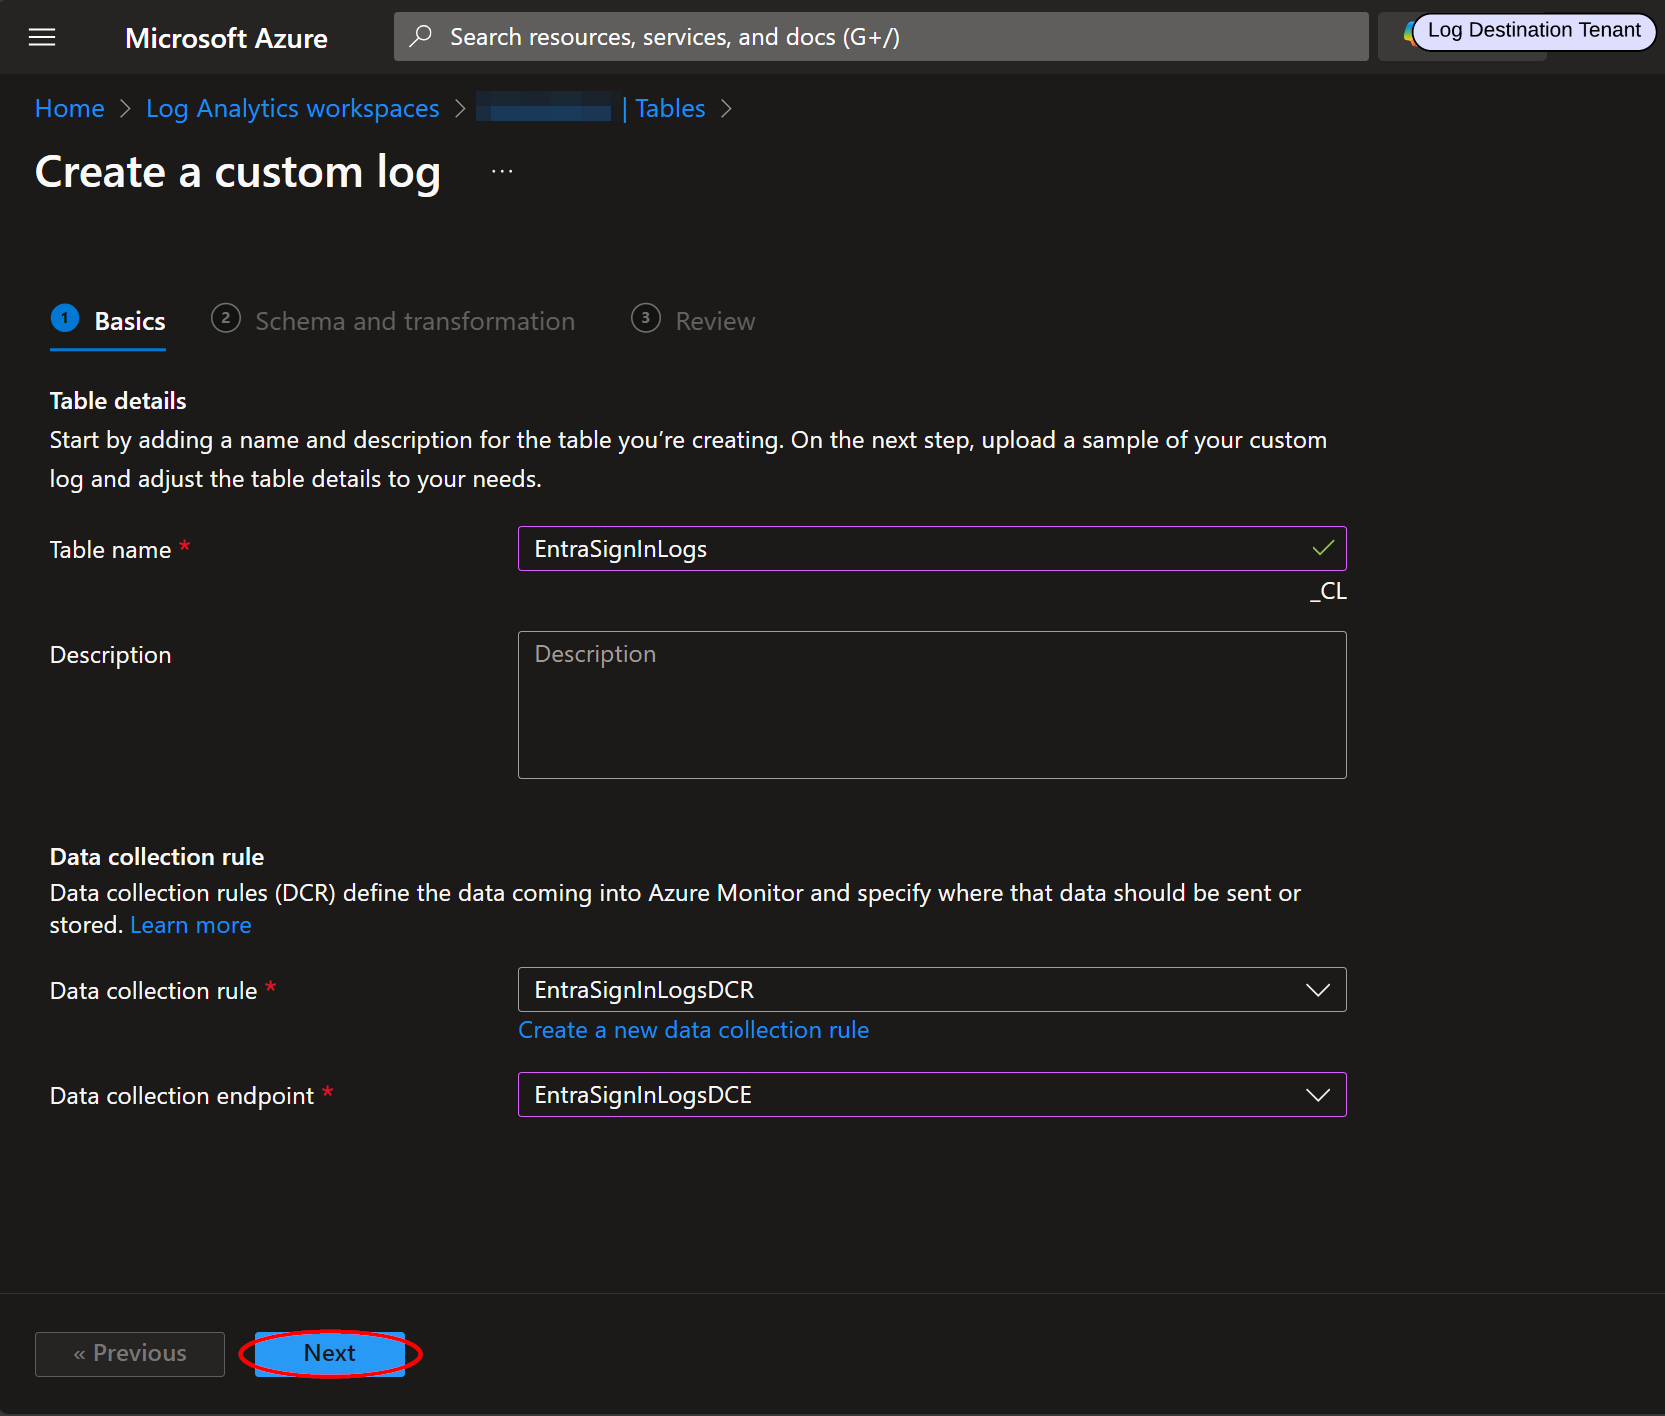 Microsoft Azure
Search resources, services, and docs (G+/)
Log Destination Tenant
Home > Log Analytics workspaces > | Tables >
Create a custom log ...
1 Basics
2 Schema and transformation
3 Review
Table details
Start by adding a name and description for the table you’re creating. On the next step, upload a sample of your custom
log and adjust the table details to your needs.
Table name *
EntraSignInLogs
_CL
Description
Description
Data collection rule
Data collection rules (DCR) define the data coming into Azure Monitor and specify where that data should be sent or
stored. Learn more
Data collection rule *
EntraSignInLogsDCR
Create a new data collection rule
Data collection endpoint *
EntraSignInLogsDCE
« Previous
Next